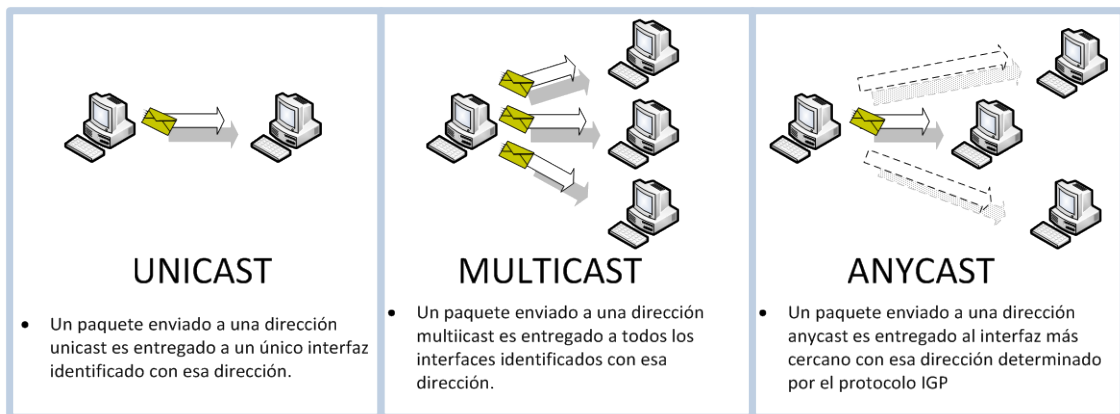 UNICAST
• Un paquete enviado a una dirección
unicast es entregado a un único interfaz
identificado con esa dirección.
MULTICAST
• Un paquete enviado a una dirección
multiicast es entregado a todos los
interfaces identificados con esa
dirección.
ANYCAST
• Un paquete enviado a una dirección
anycast es entregado al interfaz más
cercano con esa dirección determinado
por el protocolo IGP